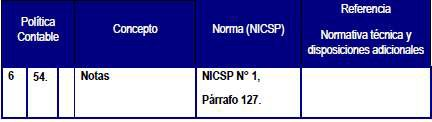 Política
Contable
Concepto
Norma (NICSP)
Referencia
Normativa técnica y
disposiciones adicionales
6 54. Notas NICSP N° 1,
Párrafo 127.